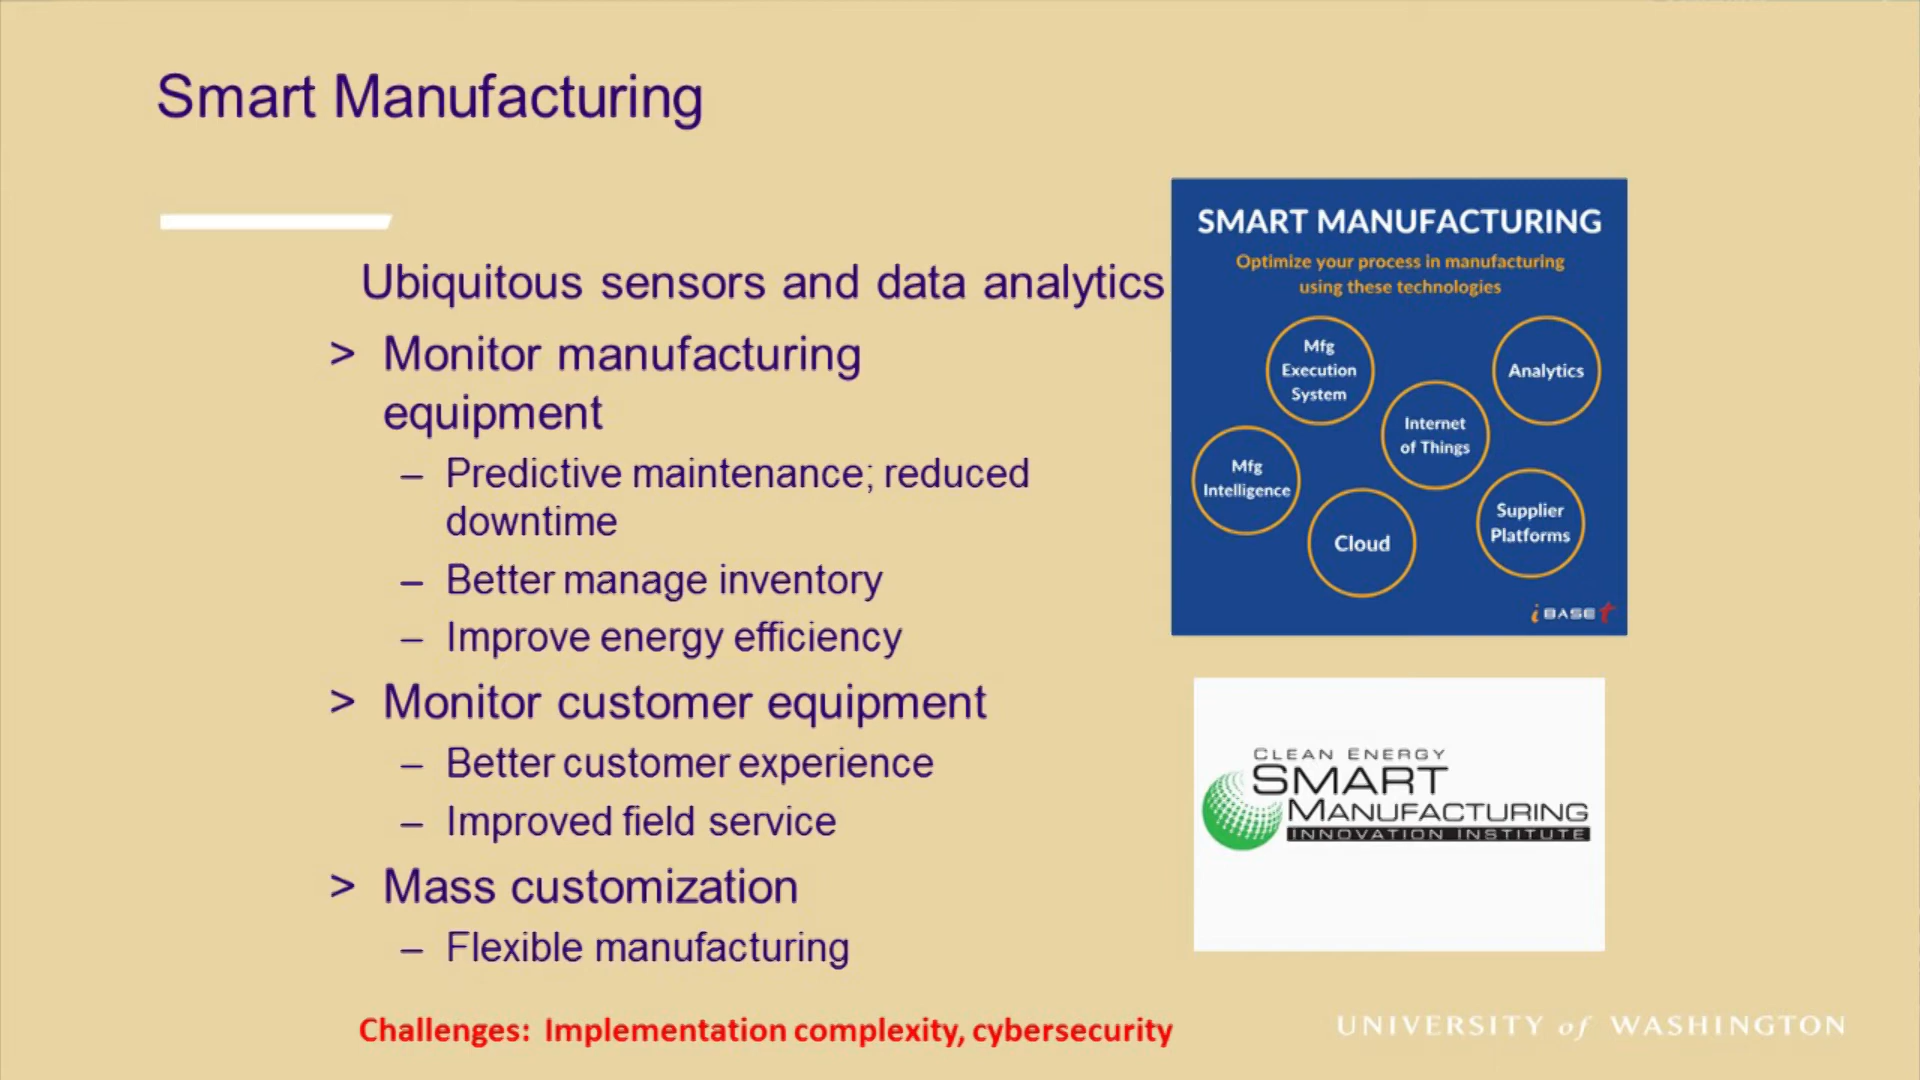 Smart Manufacturing
Ubiquitous sensors and data analytics
> Monitor manufacturing
equipment
– Predictive maintenance; reduced
downtime
– Better manage inventory
– Improve energy efficiency
> Monitor customer equipment
– Better customer experience
– Improved field service
> Mass customization
– Flexible manufacturing
Challenges: Implementation complexity, cybersecurity
SMART MANUFACTURING
Optimize your process in manufacturing
using these technologies
Mfg
Execution
System
Analytics
Internet
of Things
Mfg
Intelligence
Cloud
Supplier
Platforms
iBASEt
CLEAN ENERGY
SMART
MANUFACTURING
INNOVATION INSTITUTE
UNIVERSITY of WASHINGTON